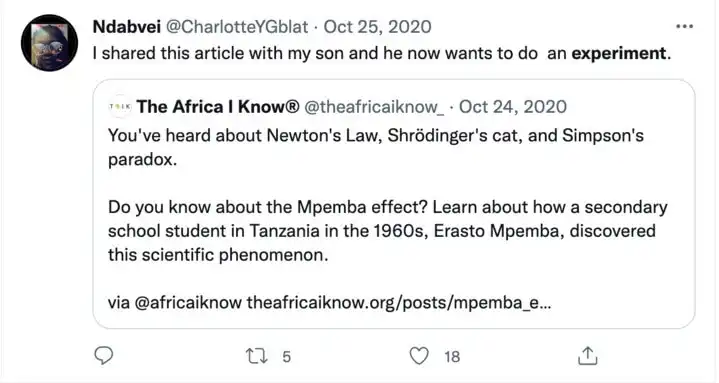 Ndabvei @CharlotteYGblat · Oct 25, 2020
I shared this article with my son and he now wants to do an experiment.
The Africa I Know® @theafricaiknow_ · Oct 24, 2020
You've heard about Newton's Law, Shrödinger's cat, and Simpson's
paradox.
Do you know about the Mpemba effect? Learn about how a secondary
school student in Tanzania in the 1960s, Erasto Mpemba, discovered
this scientific phenomenon.
via @africaiknow theafricaiknow.org/posts/mpemba_e...
5
18